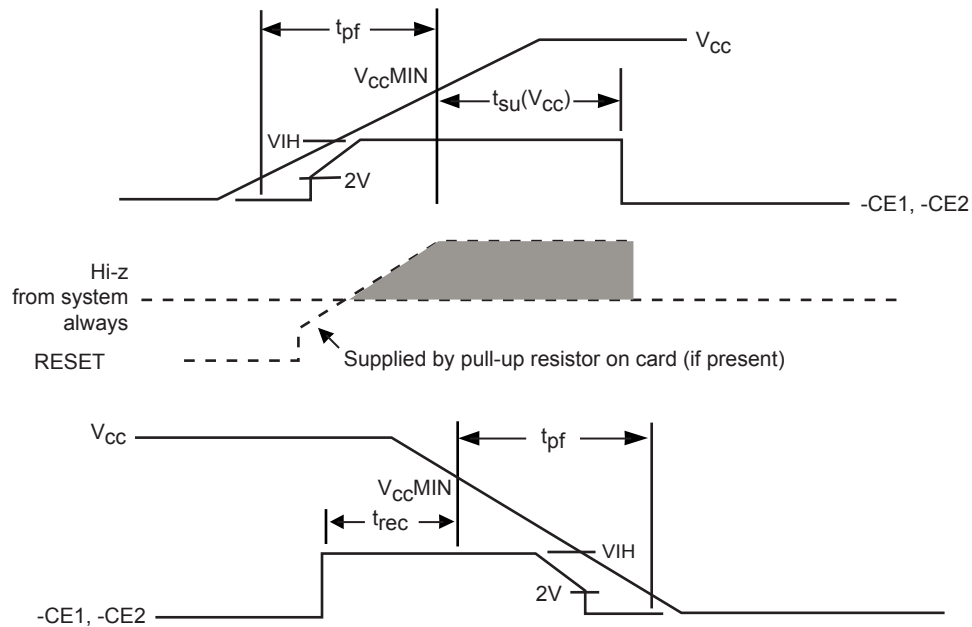 tpf
Vcc
VccMIN
tsu(Vcc)
VIH
2V
-CE1, -CE2
Hi-z
from system
always
RESET
Supplied by pull-up resistor on card (if present)
Vcc
tpf
VccMIN
trec
VIH
2V
-CE1, -CE2